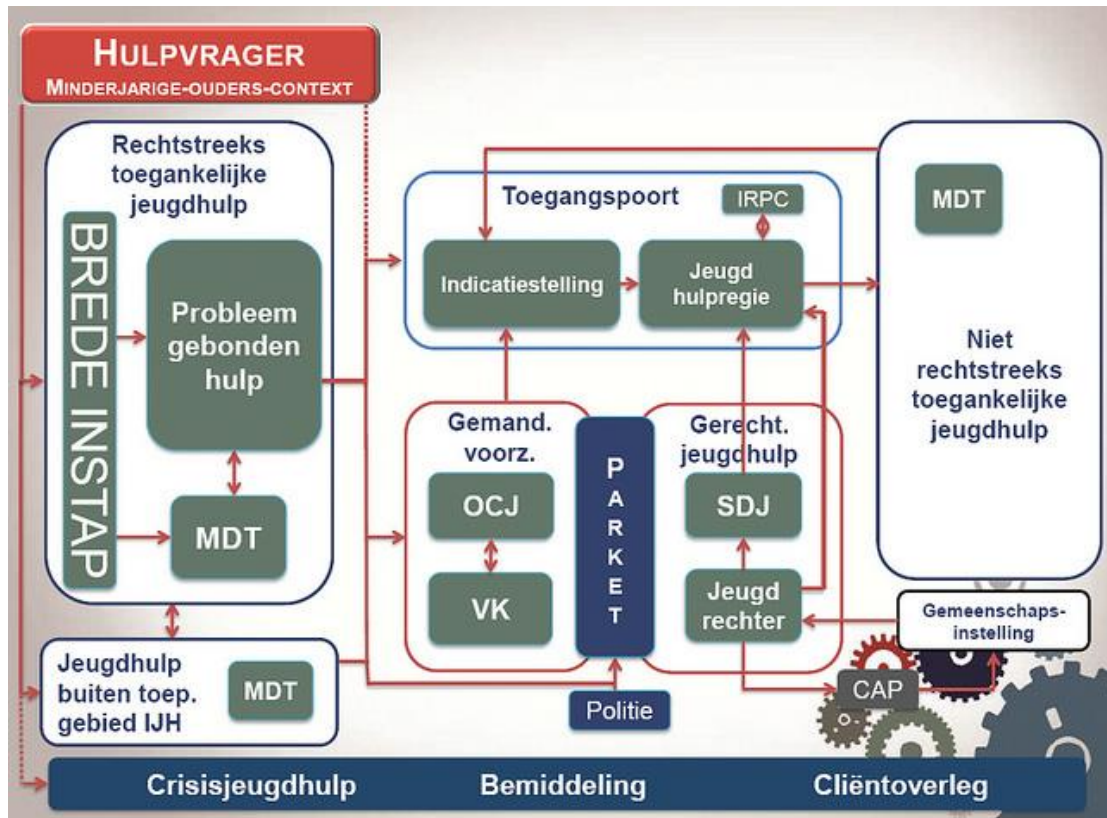 HULPVRAGER
MINDERJARIGE-OUDERS-CONTEXT
Rechtstreeks
toegankelijke
jeugdhulp
BREDE INSTAP
Probleem
gebonden
hulp
MDT
Jeugdhulp
buiten toep.
gebied IJH
MDT
Toegangspoort
IRPC
Indicatiestelling
Jeugd
hulpregie
Gemand.
voorz.
OCJ
VK
PARKET
Politie
Gerecht.
jeugdhulp
SDJ
Jeugd
rechter
MDT
Niet
rechtstreeks
toegankelijke
jeugdhulp
Gemeenschaps-
instelling
CAP
Crisisjeugdhulp Bemiddeling Cliëntoverleg